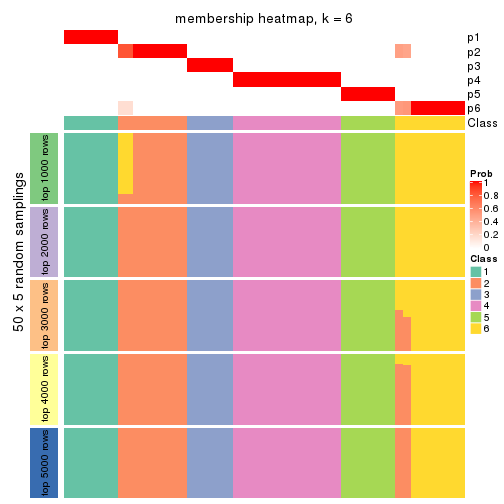 membership heatmap, k = 6
p1
p2
p3
p4
p5
p6
Class
50 x 5 random samplings
top 1000 rows
top 2000 rows
top 3000 rows
top 4000 rows
top 5000 rows
Prob
1
0.8
0.6
0.4
0.2
0
Class
1
2
3
4
5
6